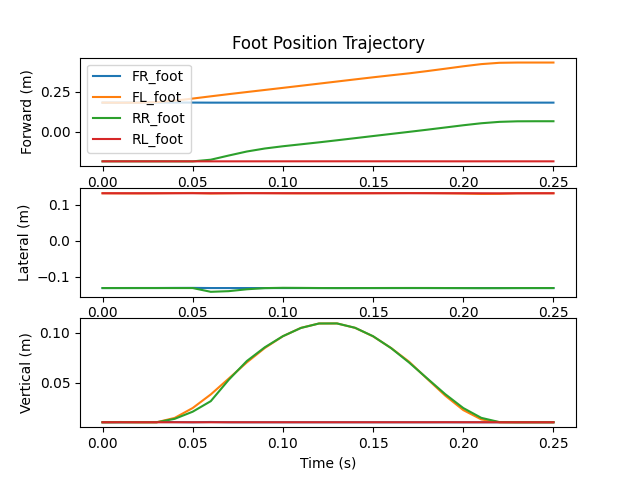 Foot Position Trajectory
Forward (m)
0.25
0.00
FR_foot
FL_foot
RR_foot
RL_foot
0.00 0.05 0.10 0.15 0.20 0.25
Lateral (m)
0.1
0.0
−0.1
0.00 0.05 0.10 0.15 0.20 0.25
Vertical (m)
0.10
0.05
0.00 0.05 0.10 0.15 0.20 0.25
Time (s)